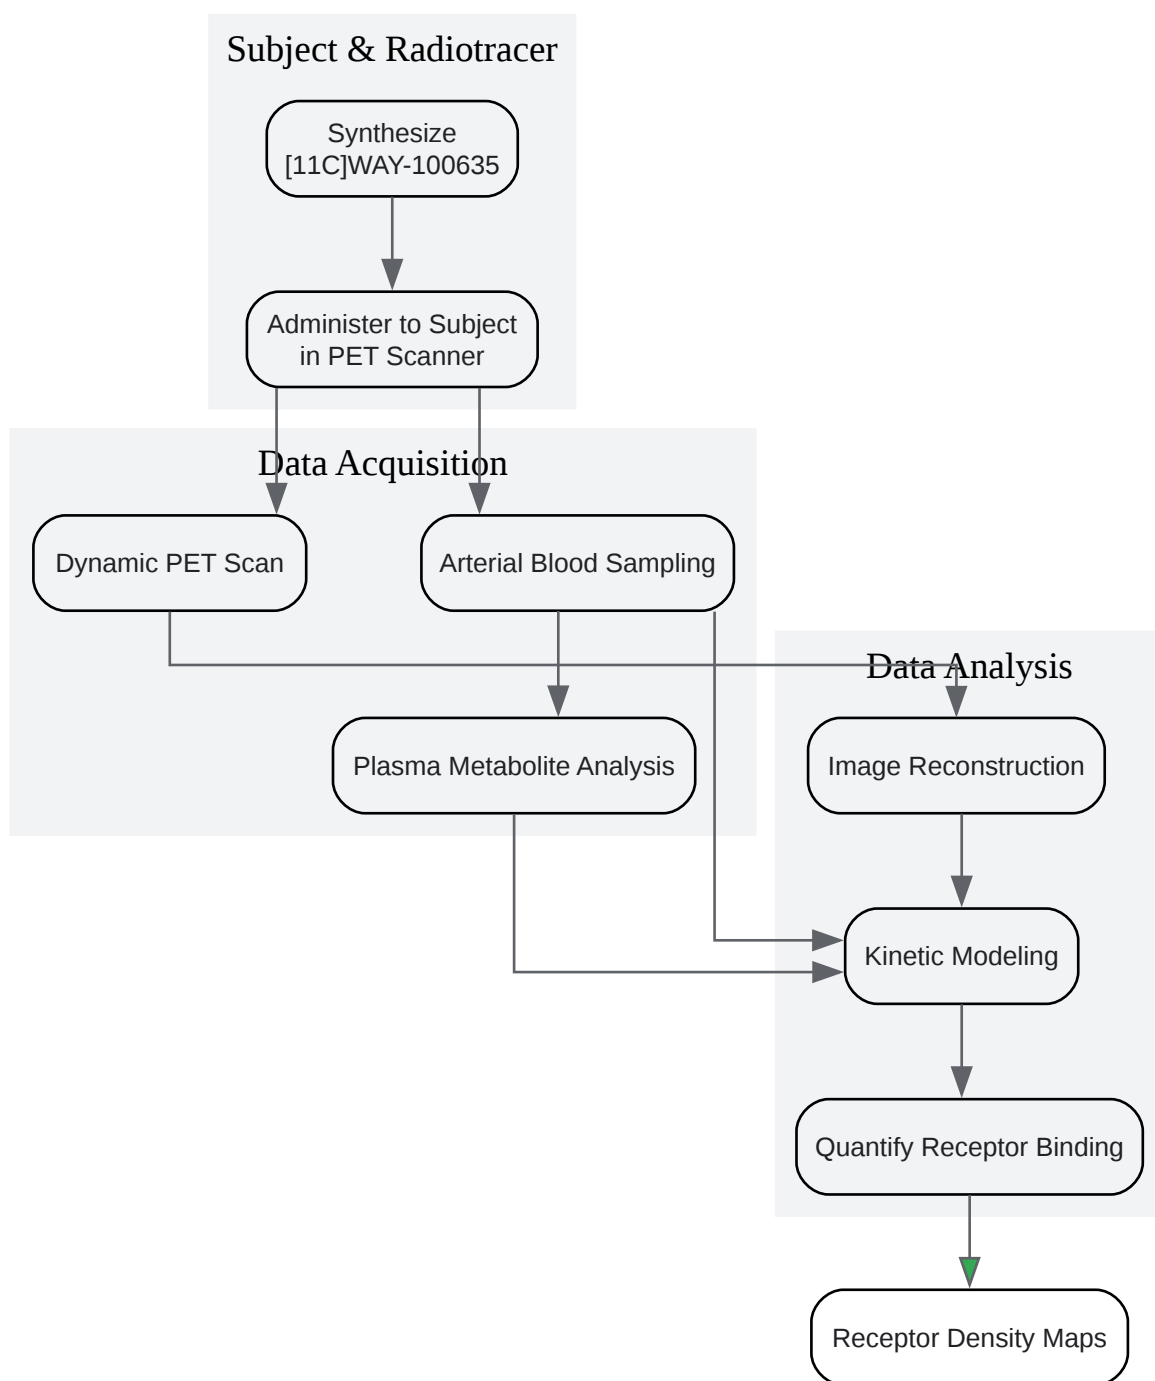 Subject & Radiotracer
Synthesize
[11C]WAY-100635
Administer to Subject
in PET Scanner
Data Acquisition
Dynamic PET Scan
Arterial Blood Sampling
Data Analysis
Plasma Metabolite Analysis
Image Reconstruction
Kinetic Modeling
Quantify Receptor Binding
Receptor Density Maps